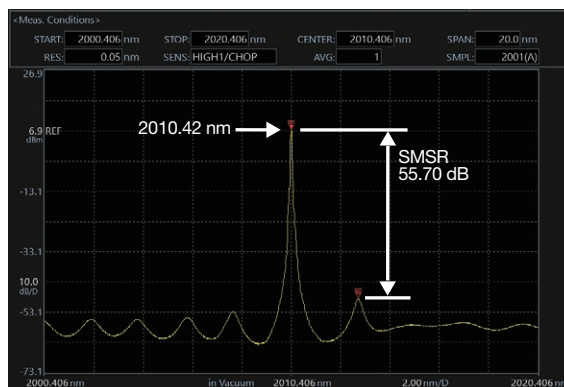 <Meas. Conditions>
START: 2000.406 nm STOP: 2020.406 nm CENTER: 2010.406 nm SPAN: 20.0 nm
RES: 0.05 nm SENS: HIGH1/CHOP AVG: 1 SMPL: 2001(A)
26.9
6.9 REF
dBm
2010.42 nm
SMSR
55.70 dB
-13.1
-33.1
10.0
dB/D
-53.1
-73.1
2000.406 nm in Vacuum 2010.406 nm 2.00 nm/D 2020.406 nm